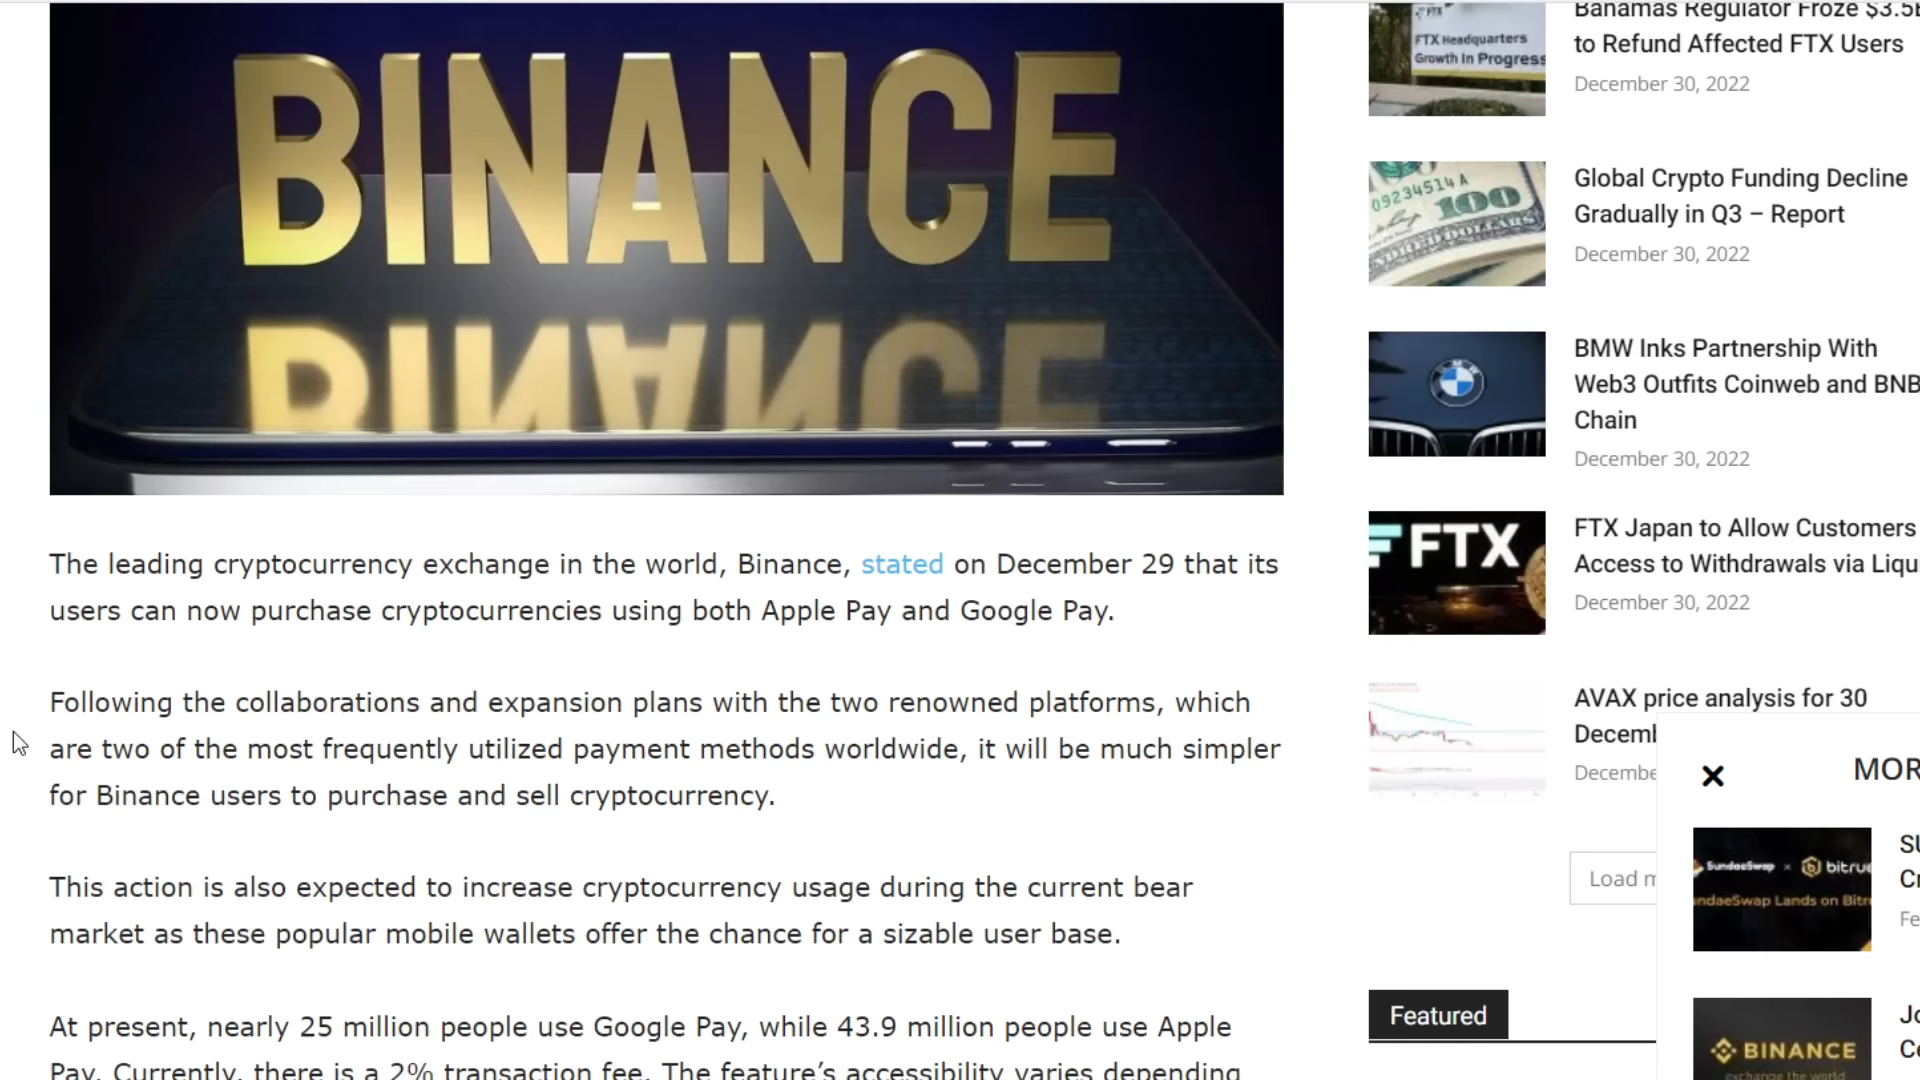 BINANCE
The leading cryptocurrency exchange in the world, Binance, stated on December 29 that its
users can now purchase cryptocurrencies using both Apple Pay and Google Pay.
Following the collaborations and expansion plans with the two renowned platforms, which
are two of the most frequently utilized payment methods worldwide, it will be much simpler
for Binance users to purchase and sell cryptocurrency.
This action is also expected to increase cryptocurrency usage during the current bear
market as these popular mobile wallets offer the chance for a sizable user base.
At present, nearly 25 million people use Google Pay, while 43.9 million people use Apple
Pay. Currently, there is a 2% transaction fee. The feature’s accessibility varies depending
FTX
FTX Headquarters
Growth In Progress
Bahamas Regulator Froze $3.5B
to Refund Affected FTX Users
December 30, 2022
09234514 A
100
Global Crypto Funding Decline
Gradually in Q3 – Report
December 30, 2022
BMW Inks Partnership With
Web3 Outfits Coinweb and BNB
Chain
December 30, 2022
FTX
FTX Japan to Allow Customers
Access to Withdrawals via Liqu
December 30, 2022
AVAX price analysis for 30
Decemb
Decembe
Load m
Featured
MOR
SundaeSwap × bitrue
ndaeSwap Lands on Bitru
SU
Cr
Fe
BINANCE
exchange the world
Jo
Co